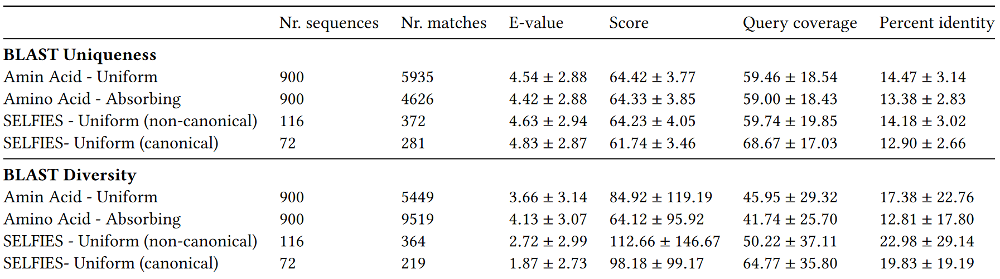 Nr. sequences Nr. matches E-value Score Query coverage Percent identity
BLAST Uniqueness
Amin Acid - Uniform 900 5935 4.54 ± 2.88 64.42 ± 3.77 59.46 ± 18.54 14.47 ± 3.14
Amino Acid - Absorbing 900 4626 4.42 ± 2.88 64.33 ± 3.85 59.00 ± 18.43 13.38 ± 2.83
SELFIES - Uniform (non-canonical) 116 372 4.63 ± 2.94 64.23 ± 4.05 59.74 ± 19.85 14.18 ± 3.02
SELFIES- Uniform (canonical) 72 281 4.83 ± 2.87 61.74 ± 3.46 68.67 ± 17.03 12.90 ± 2.66
BLAST Diversity
Amin Acid - Uniform 900 5449 3.66 ± 3.14 84.92 ± 119.19 45.95 ± 29.32 17.38 ± 22.76
Amino Acid - Absorbing 900 9519 4.13 ± 3.07 64.12 ± 95.92 41.74 ± 25.70 12.81 ± 17.80
SELFIES - Uniform (non-canonical) 116 364 2.72 ± 2.99 112.66 ± 146.67 50.22 ± 37.11 22.98 ± 29.14
SELFIES- Uniform (canonical) 72 219 1.87 ± 2.73 98.18 ± 99.17 64.77 ± 35.80 19.83 ± 19.19